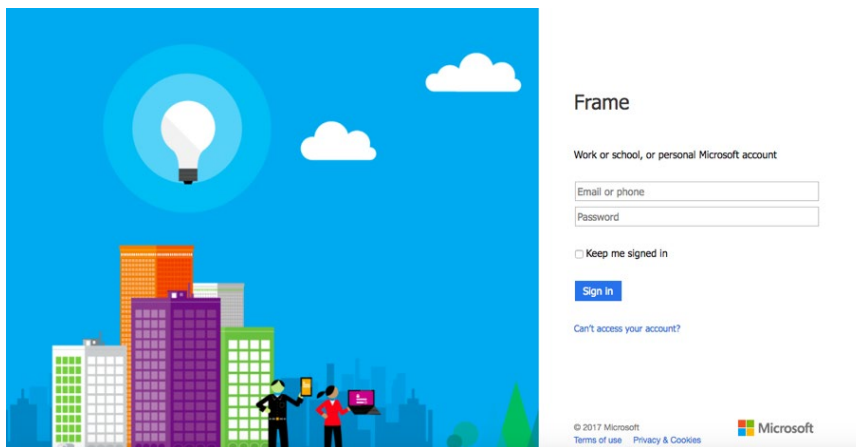 Frame
Work or school, or personal Microsoft account
Email or phone
Password
Keep me signed in
Sign in
Can't access your account?
© 2017 Microsoft
Terms of use Privacy & Cookies
Microsoft